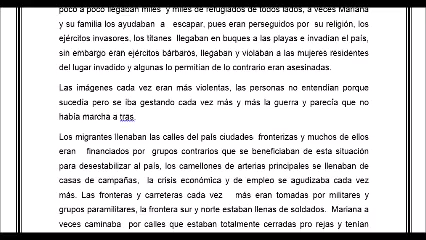 poco a poco llegaban miles y miles de refugiados de todos lados, a veces Mariana
y su familia los ayudaban a escapar, pues eran perseguidos por su religión, los
ejércitos invasores, los titanes llegaban en buques a las playas e invadían el país,
sin embargo eran ejércitos bárbaros, llegaban y violaban a las mujeres residentes
del lugar invadido y algunas lo permitían de lo contrario eran asesinadas.
Las imágenes cada vez eran más violentas, las personas no entendían porque
sucedía pero se iba gestando cada vez más y más la guerra y parecía que no
había marcha a tras.
Los migrantes llenaban las calles del país ciudades fronterizas y muchos de ellos
eran financiados por grupos contrarios que se beneficiaban de esta situación
para desestabilizar al país, los camellones de arterias principales se llenaban de
casas de campañas, la crisis económica y de empleo se agudizaba cada vez
más. Las fronteras y carreteras cada vez más eran tomadas por militares y
grupos paramilitares, la frontera sur y norte estaban llenas de soldados. Mariana a
veces caminaba por calles que estaban totalmente cerradas pro rejas y tenían